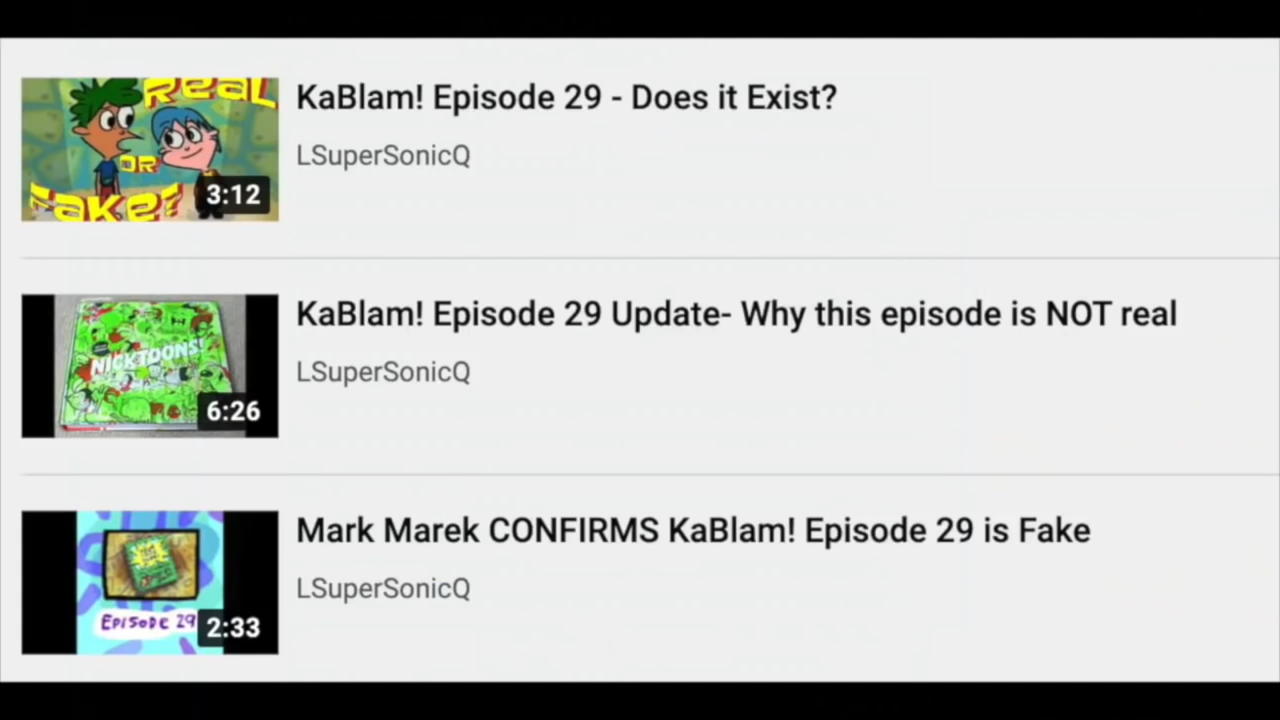 REAL
OR
FAKE?
3:12
KaBlam! Episode 29 - Does it Exist?
LSuperSonicQ
NICKTOONS!
6:26
KaBlam! Episode 29 Update- Why this episode is NOT real
LSuperSonicQ
EPISODE 29
2:33
Mark Marek CONFIRMS KaBlam! Episode 29 is Fake
LSuperSonicQ